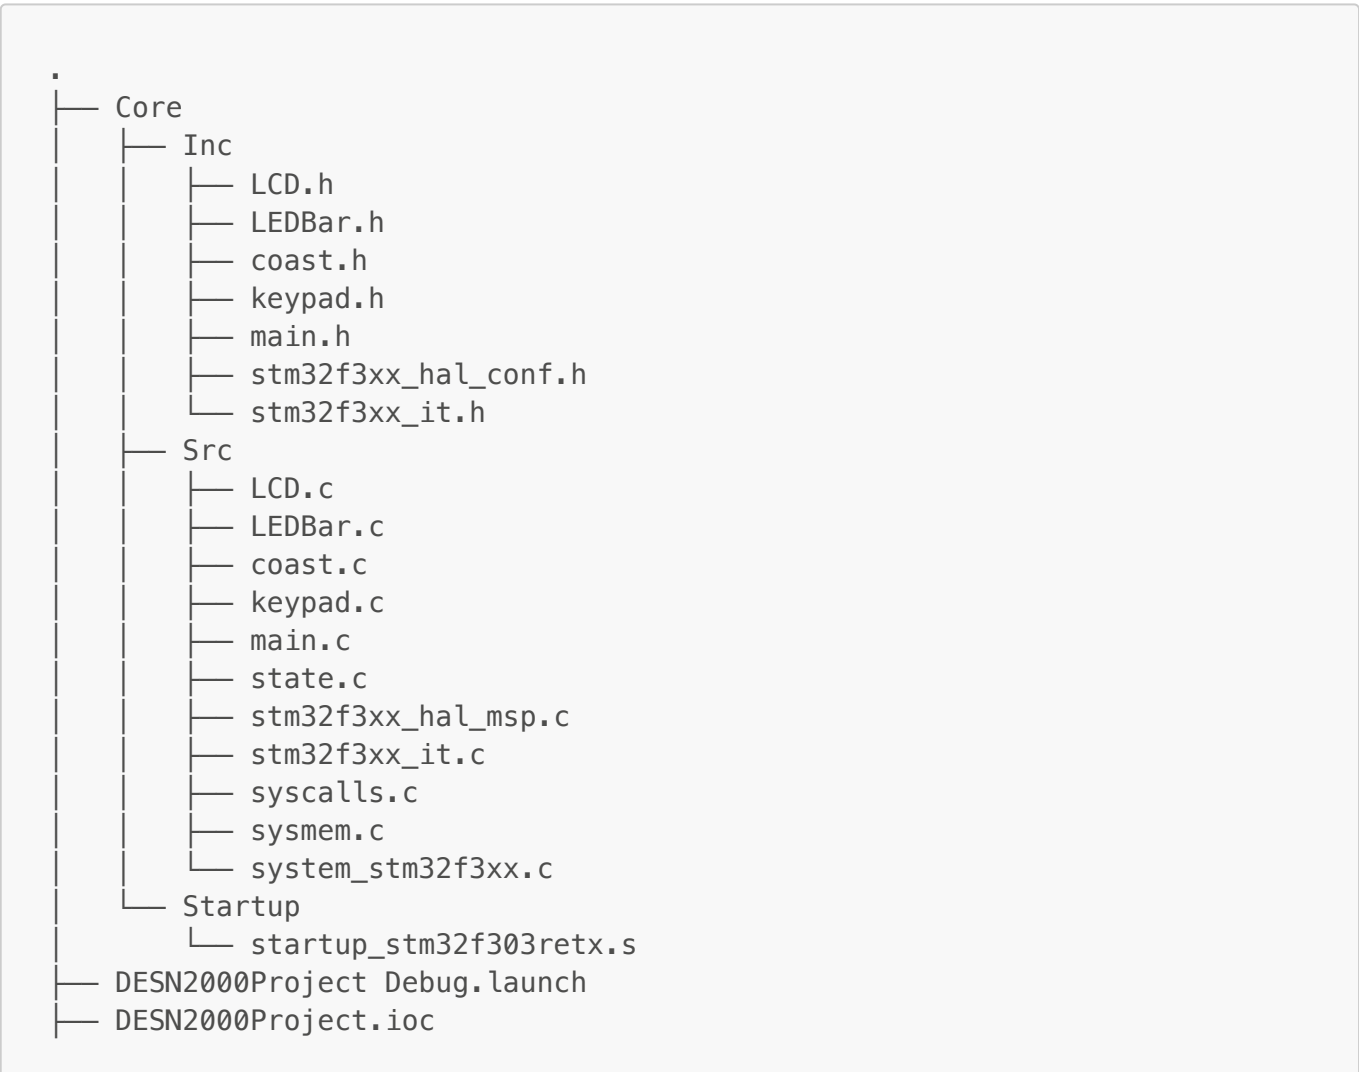 .
├── Core
│   ├── Inc
│   │   ├── LCD.h
│   │   ├── LEDBar.h
│   │   ├── coast.h
│   │   ├── keypad.h
│   │   ├── main.h
│   │   ├── stm32f3xx_hal_conf.h
│   │   └── stm32f3xx_it.h
│   ├── Src
│   │   ├── LCD.c
│   │   ├── LEDBar.c
│   │   ├── coast.c
│   │   ├── keypad.c
│   │   ├── main.c
│   │   ├── state.c
│   │   ├── stm32f3xx_hal_msp.c
│   │   ├── stm32f3xx_it.c
│   │   ├── syscalls.c
│   │   ├── sysmem.c
│   │   └── system_stm32f3xx.c
│   └── Startup
│       └── startup_stm32f303retx.s
├── DESN2000Project Debug.launch
├── DESN2000Project.ioc